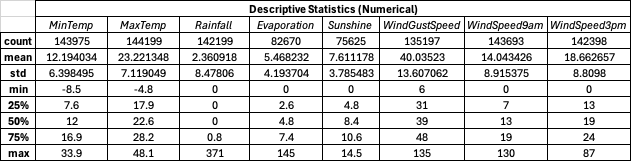 Descriptive Statistics (Numerical)
MinTemp MaxTemp Rainfall Evaporation Sunshine WindGustSpeed WindSpeed9am WindSpeed3pm
count 143975 144199 142199 82670 75625 135197 143693 142398
mean 12.194034 23.221348 2.360918 5.468232 7.611178 40.03523 14.043426 18.662657
std 6.398495 7.119049 8.47806 4.193704 3.785483 13.607062 8.915375 8.8098
min -8.5 -4.8 0 0 0 6 0 0
25% 7.6 17.9 0 2.6 4.8 31 7 13
50% 12 22.6 0 4.8 8.4 39 13 19
75% 16.9 28.2 0.8 7.4 10.6 48 19 24
max 33.9 48.1 371 145 14.5 135 130 87